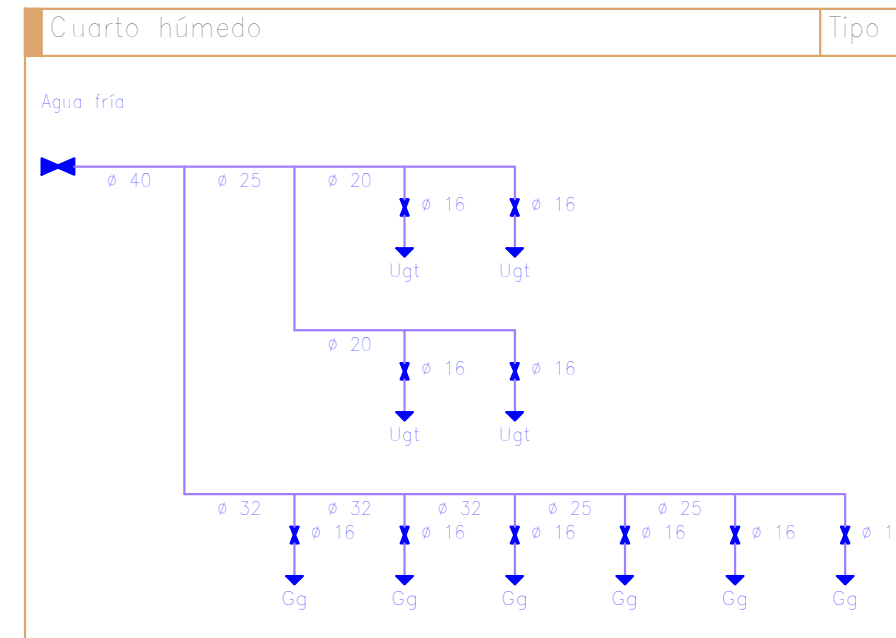 Cuarto húmedo Tipo
Agua fría
ø 40 ø 25 ø 20
ø 16 ø 16
Ugt Ugt
ø 20
ø 16 ø 16
Ugt Ugt
ø 32 ø 32 ø 32 ø 25 ø 25
ø 16 ø 16 ø 16 ø 16 ø 16 ø 1
Gg Gg Gg Gg Gg Gg